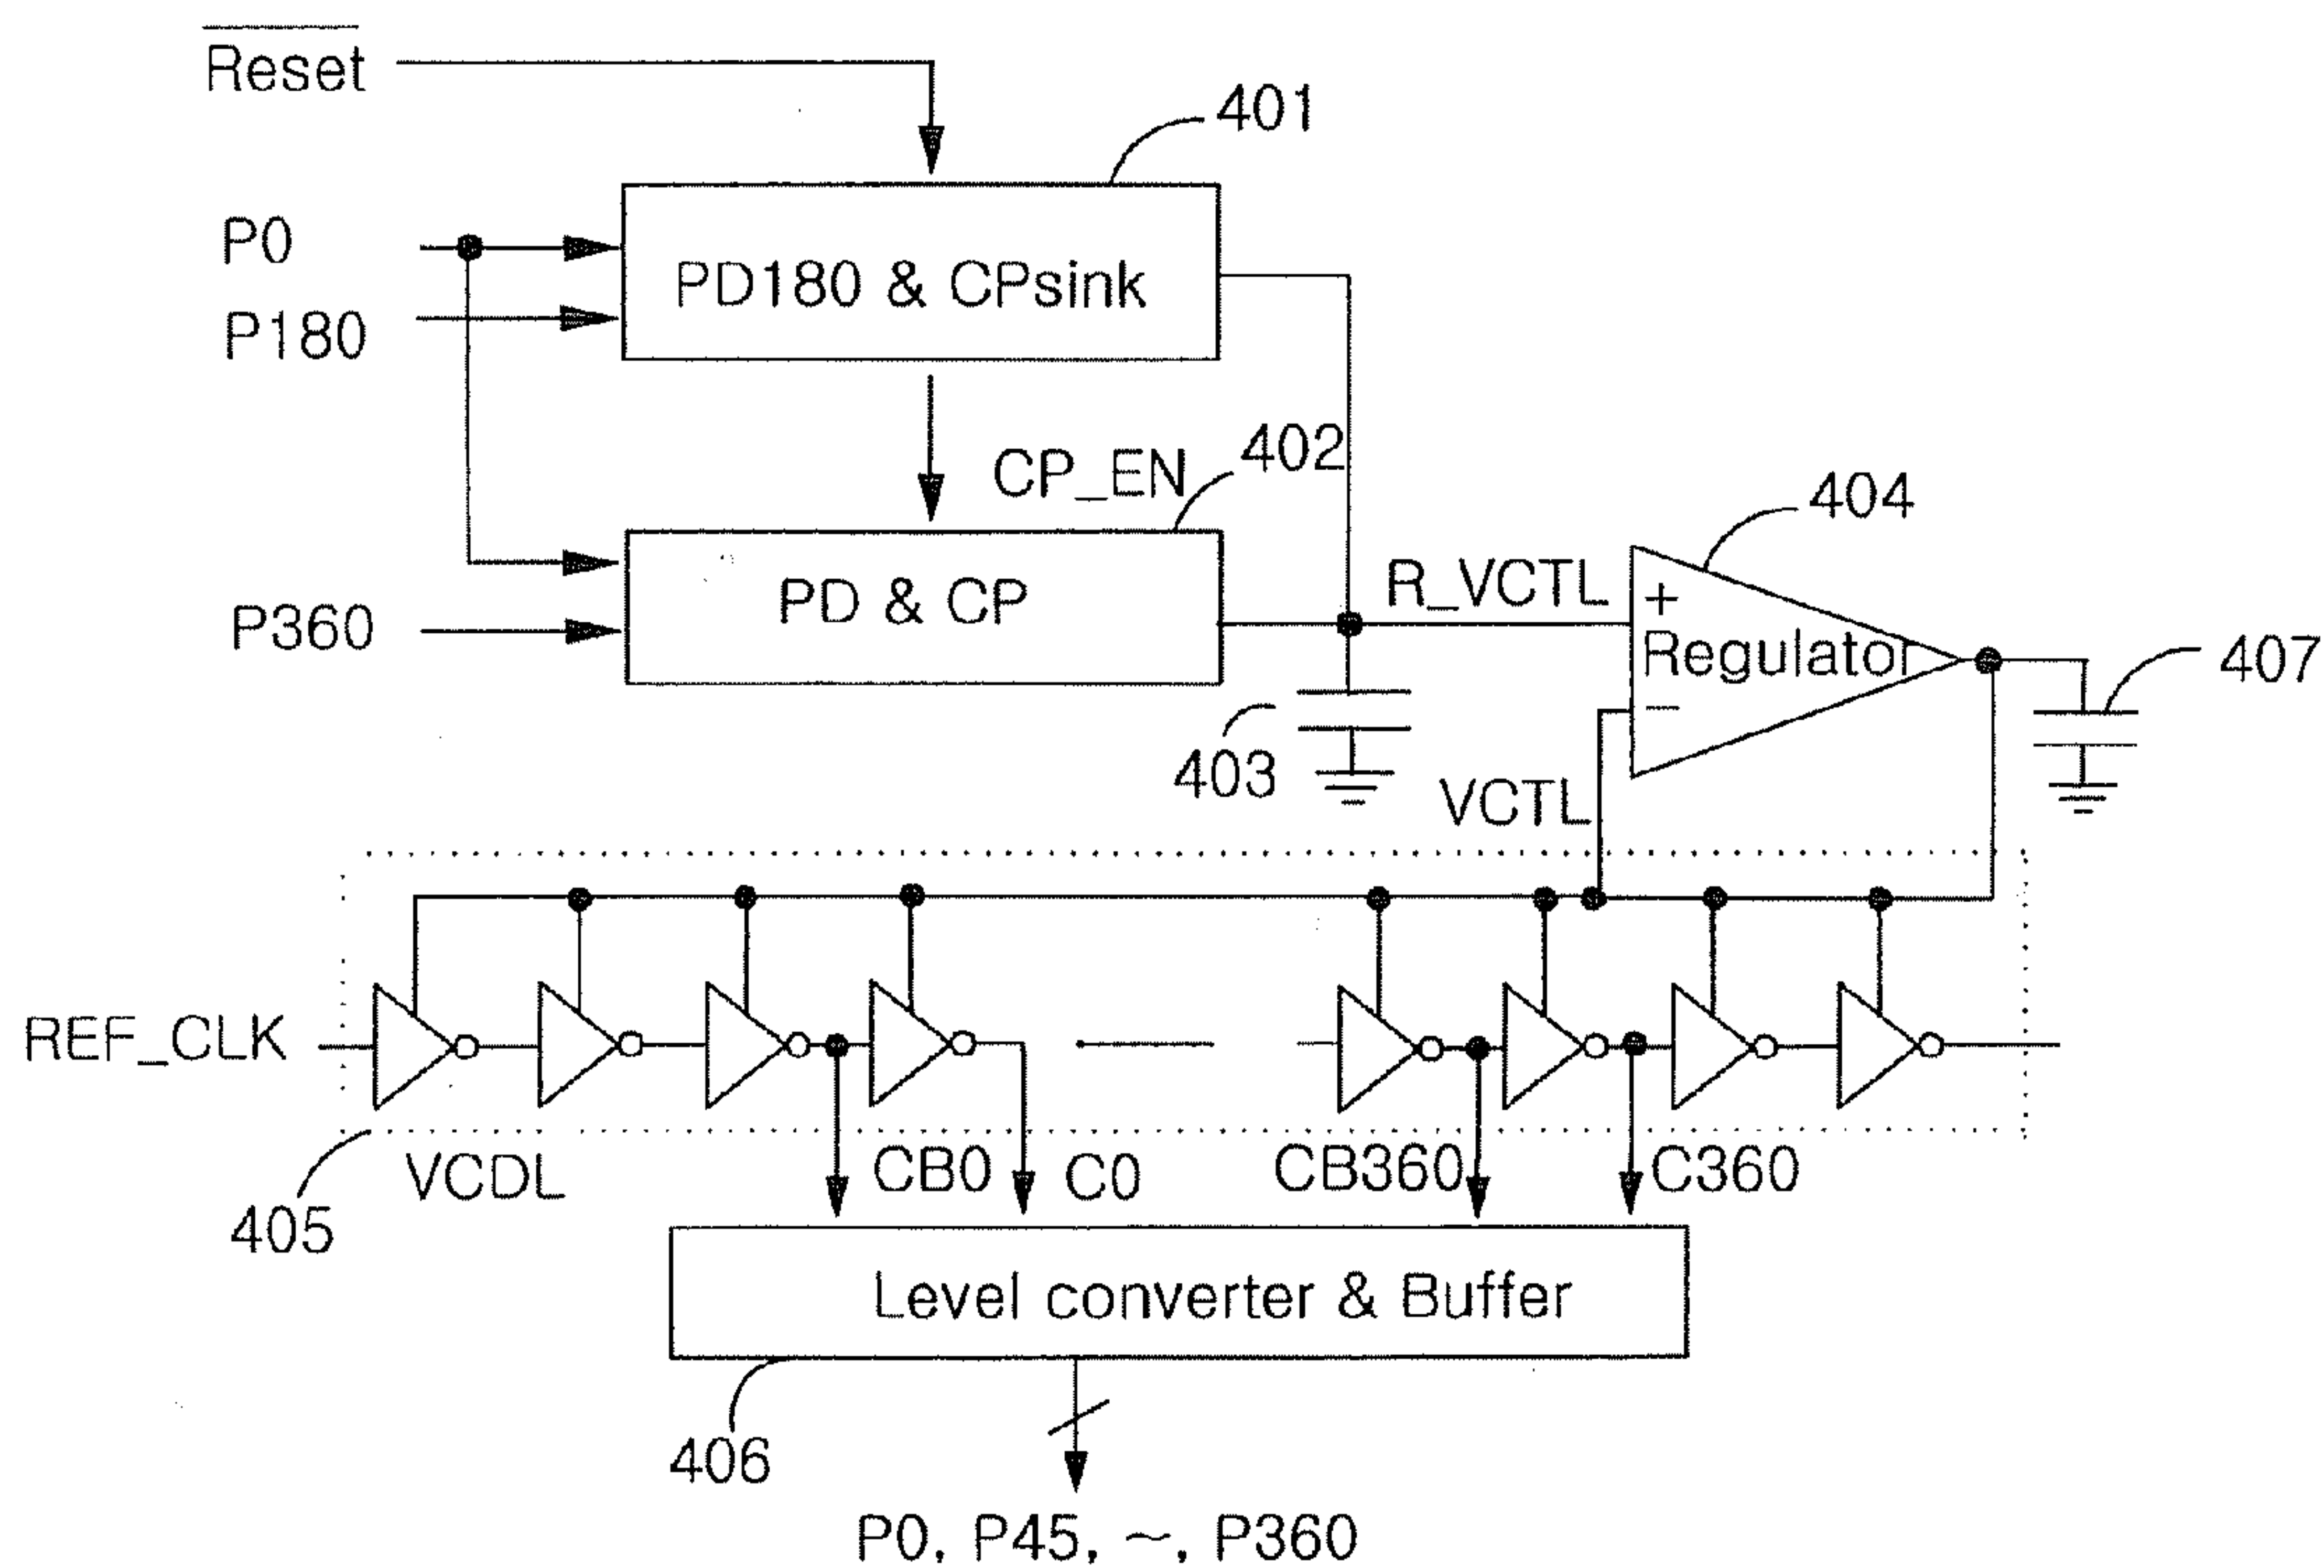 Reset
401
P0
PD180 & CPsink
P180
402
CP_EN
404
PD & CP
R_VCTL
+
P360
Regulator
407
−
403
VCTL
REF_CLK
VCDL
CB0
C0
CB360
C360
405
Level converter & Buffer
406
P0, P45, ~, P360